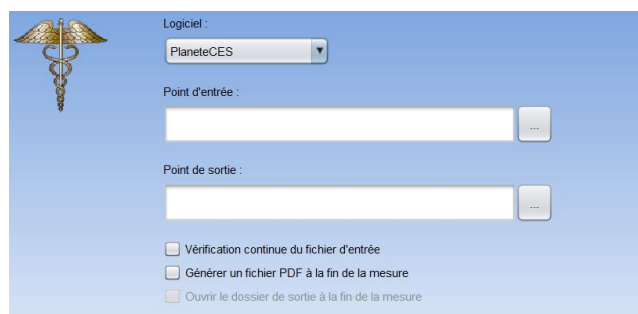 Logiciel :
PlaneteCES
Point d'entrée :
...
Point de sortie :
...
Vérification continue du fichier d'entrée
Générer un fichier PDF à la fin de la mesure
Ouvrir le dossier de sortie à la fin de la mesure